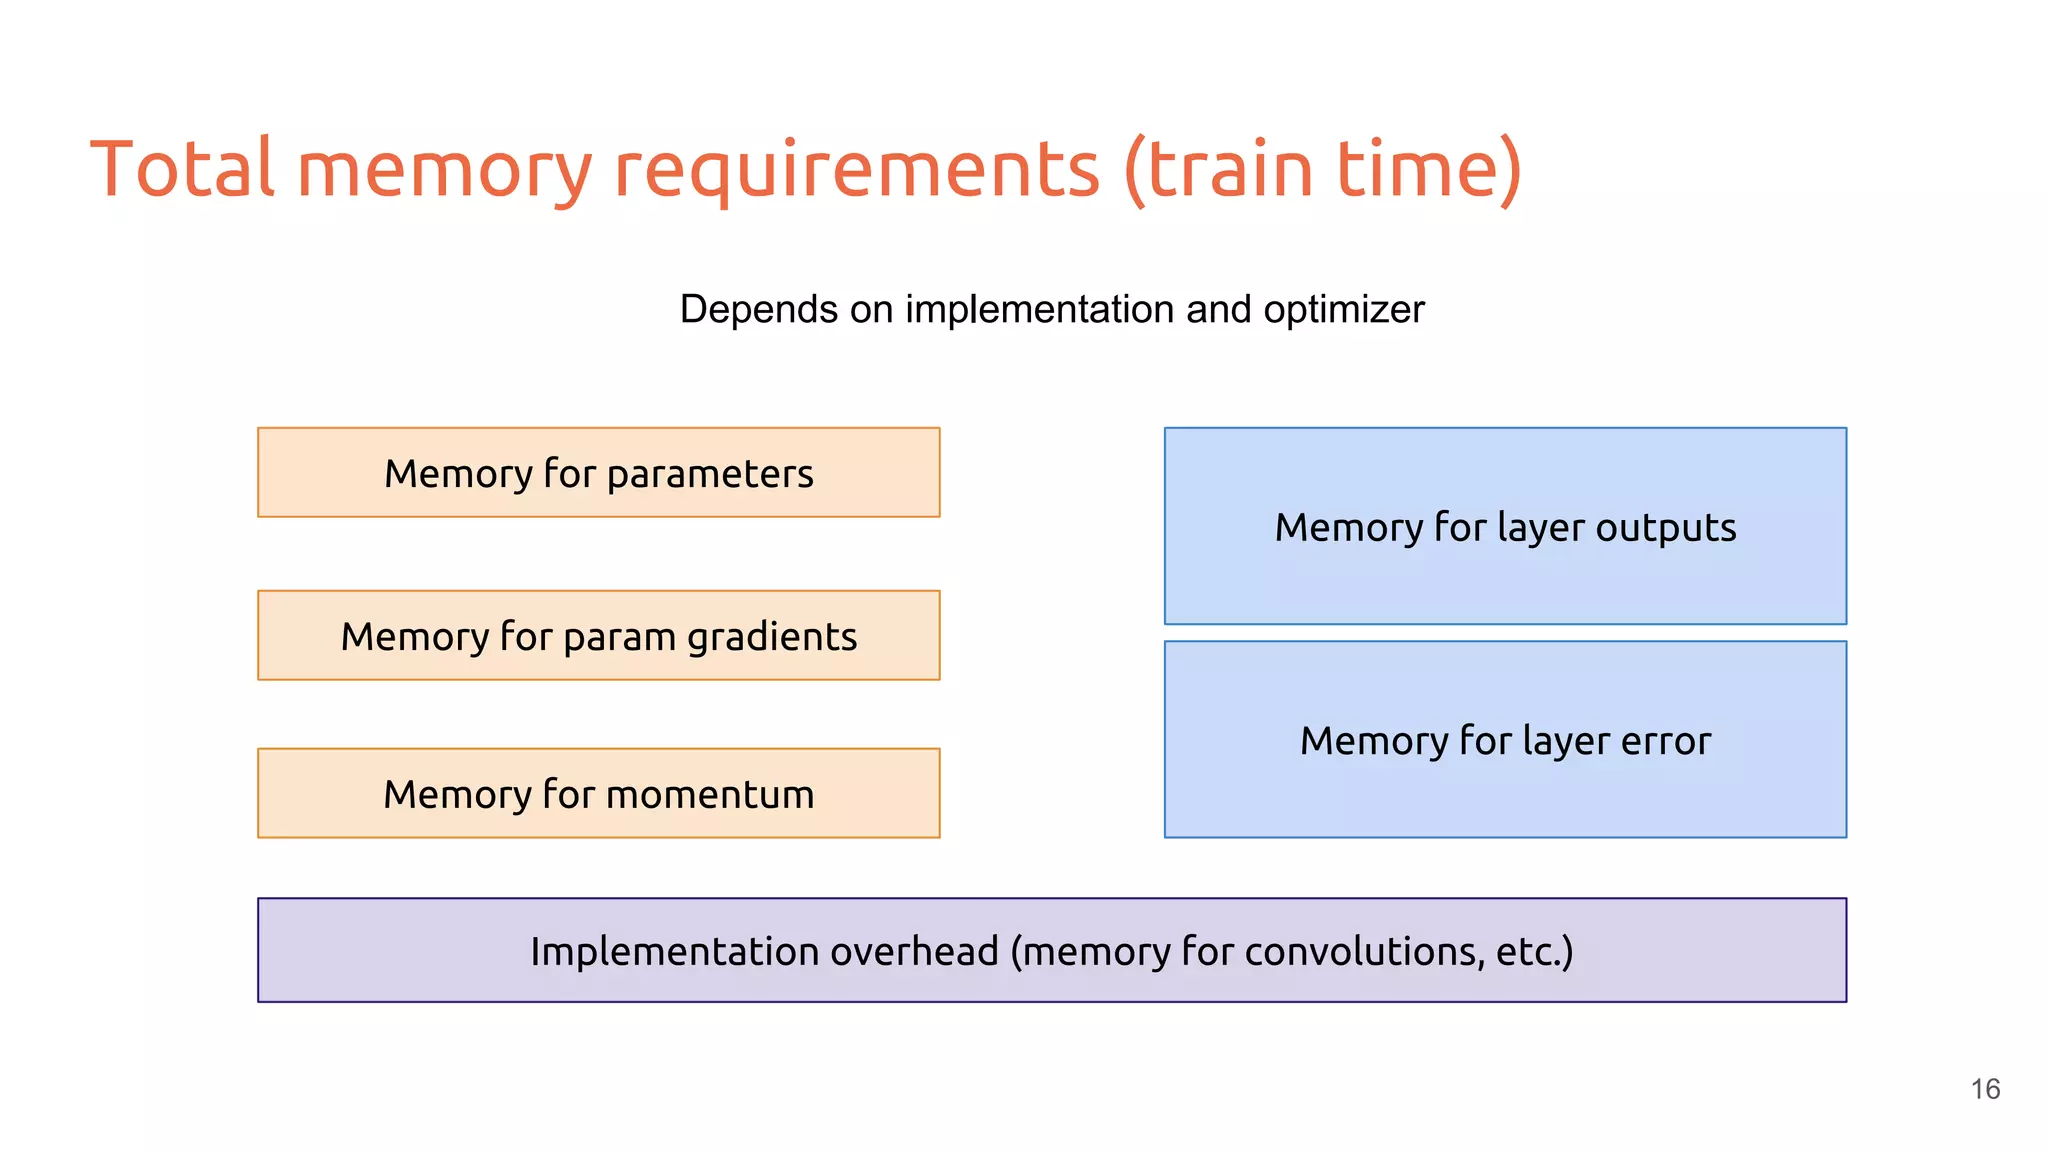 Total memory requirements (train time)
Depends on implementation and optimizer
Memory for parameters
Memory for param gradients
Memory for momentum
Memory for layer outputs
Memory for layer error
Implementation overhead (memory for convolutions, etc.)
16